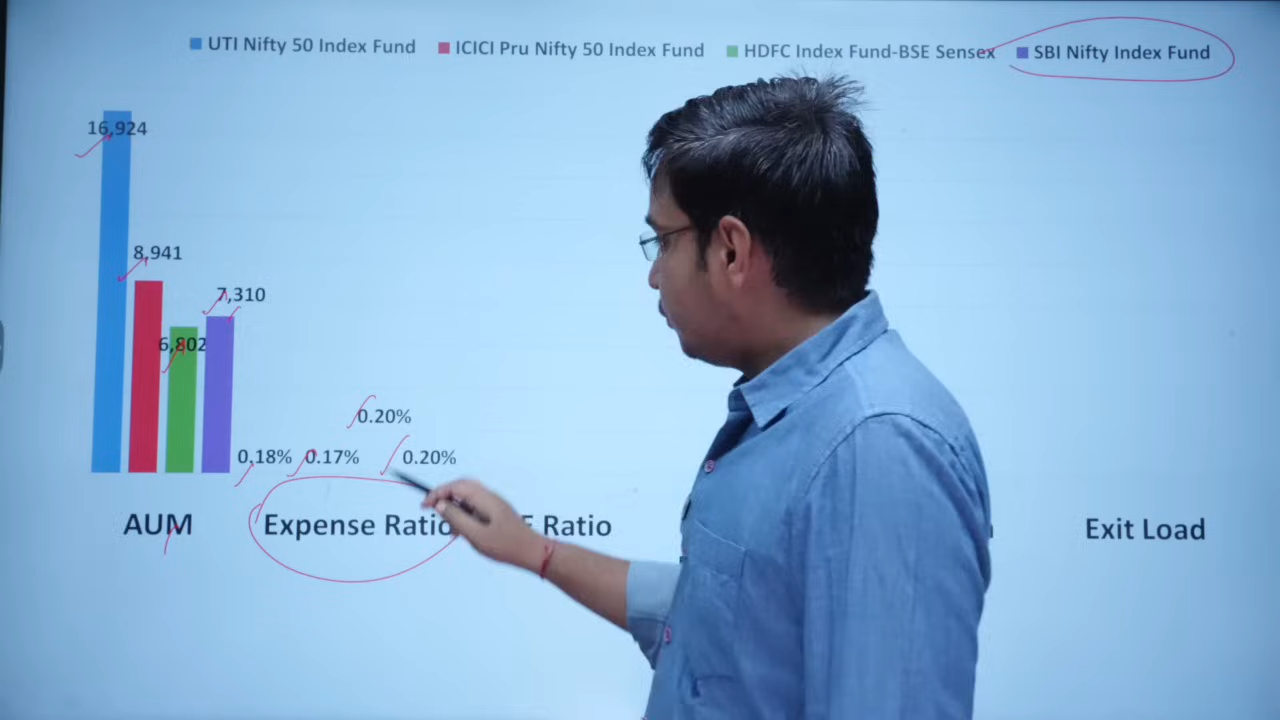 UTI Nifty 50 Index Fund ICICI Pru Nifty 50 Index Fund HDFC Index Fund-BSE Sensex SBI Nifty Index Fund
16,924
8,941
7,310
6,802
0.20%
0.18% 0.17% 0.20%
AUM Expense Ratio Ratio Exit Load